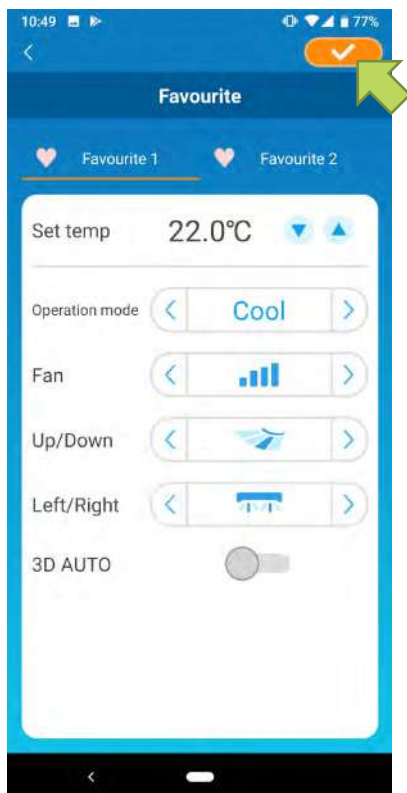 10:49 77%
Favourite
Favourite 1 Favourite 2
Set temp 22.0°C
Operation mode Cool
Fan
Up/Down
Left/Right
3D AUTO